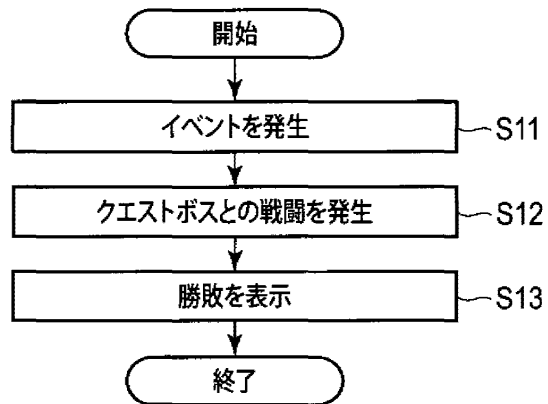 開始
イベントを発生
S11
クエストボスとの戦闘を発生
S12
勝敗を表示
S13
終了